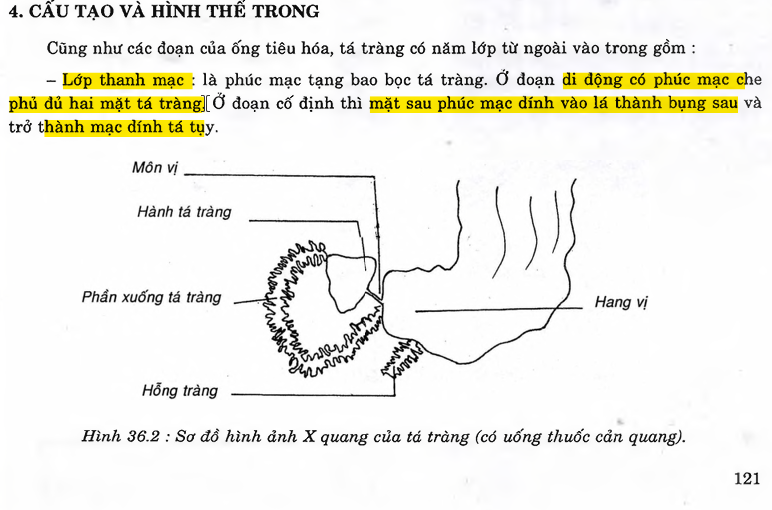 4. CẤU TẠO VÀ HÌNH THỂ TRONG
Cũng như các đoạn của ống tiêu hóa, tá tràng có năm lớp từ ngoài vào trong gồm :
– Lớp thanh mạc : là phúc mạc tạng bao bọc tá tràng. Ở đoạn di động có phúc mạc che
phủ đủ hai mặt tá tràng.[Ở đoạn cố định thì mặt sau phúc mạc dính vào lá thành bụng sau và
trở thành mạc dính tá tụy.
Môn vị
Hành tá tràng
Phần xuống tá tràng
Hang vị
Hỗng tràng
Hình 36.2 : Sơ đồ hình ảnh X quang của tá tràng (có uống thuốc cản quang).
121